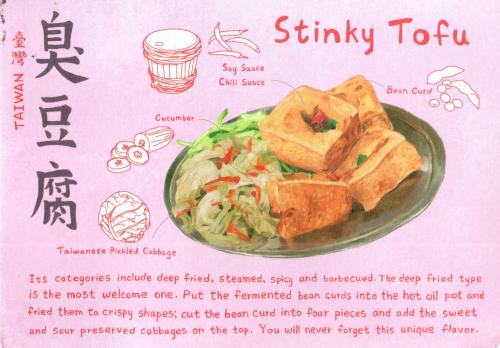 臺灣
TAIWAN
臭豆腐
Stinky Tofu
Soy Sauce
Chili Sauce
Bean Curd
Cucumber
Taiwanese Pickled Cabbage
Its categories include deep fried, steamed, spicy and barbecued. The deep fried type
is the most welcome one. Put the fermented bean curds into the hot oil pot and
fried them to crispy shapes; cut the bean curd into four pieces and add the sweet
and sour preserved cabbages on the top. You will never forget this unique flavor.